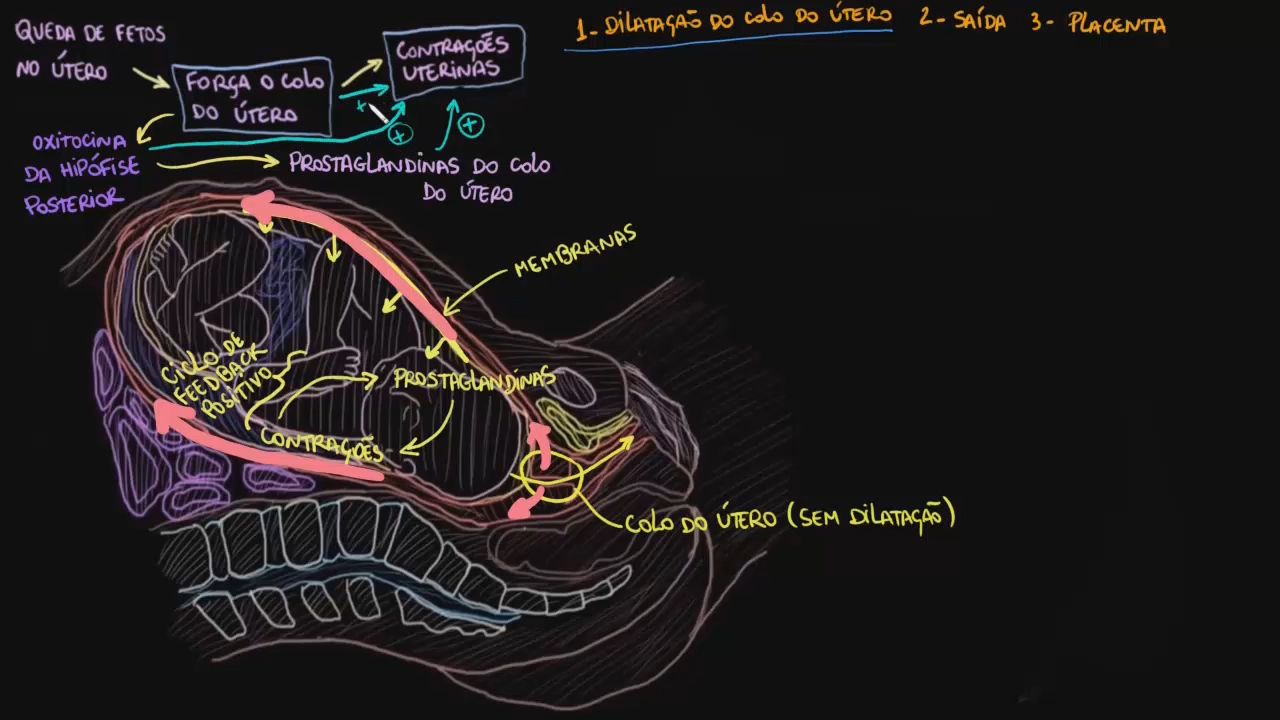 1- DILATAÇÃO DO COLO DO ÚTERO 2- SAÍDA 3- PLACENTA
QUEDA DE FETOS
NO ÚTERO
FORÇA O COLO
DO ÚTERO
CONTRAÇÕES
UTERINAS
+
+
+
OXITOCINA
DA HIPÓFISE
POSTERIOR
PROSTAGLANDINAS DO COLO
DO ÚTERO
MEMBRANAS
CICLO DE
FEEDBACK
POSITIVO
PROSTAGLANDINAS
CONTRAÇÕES
COLO DO ÚTERO (SEM DILATAÇÃO)